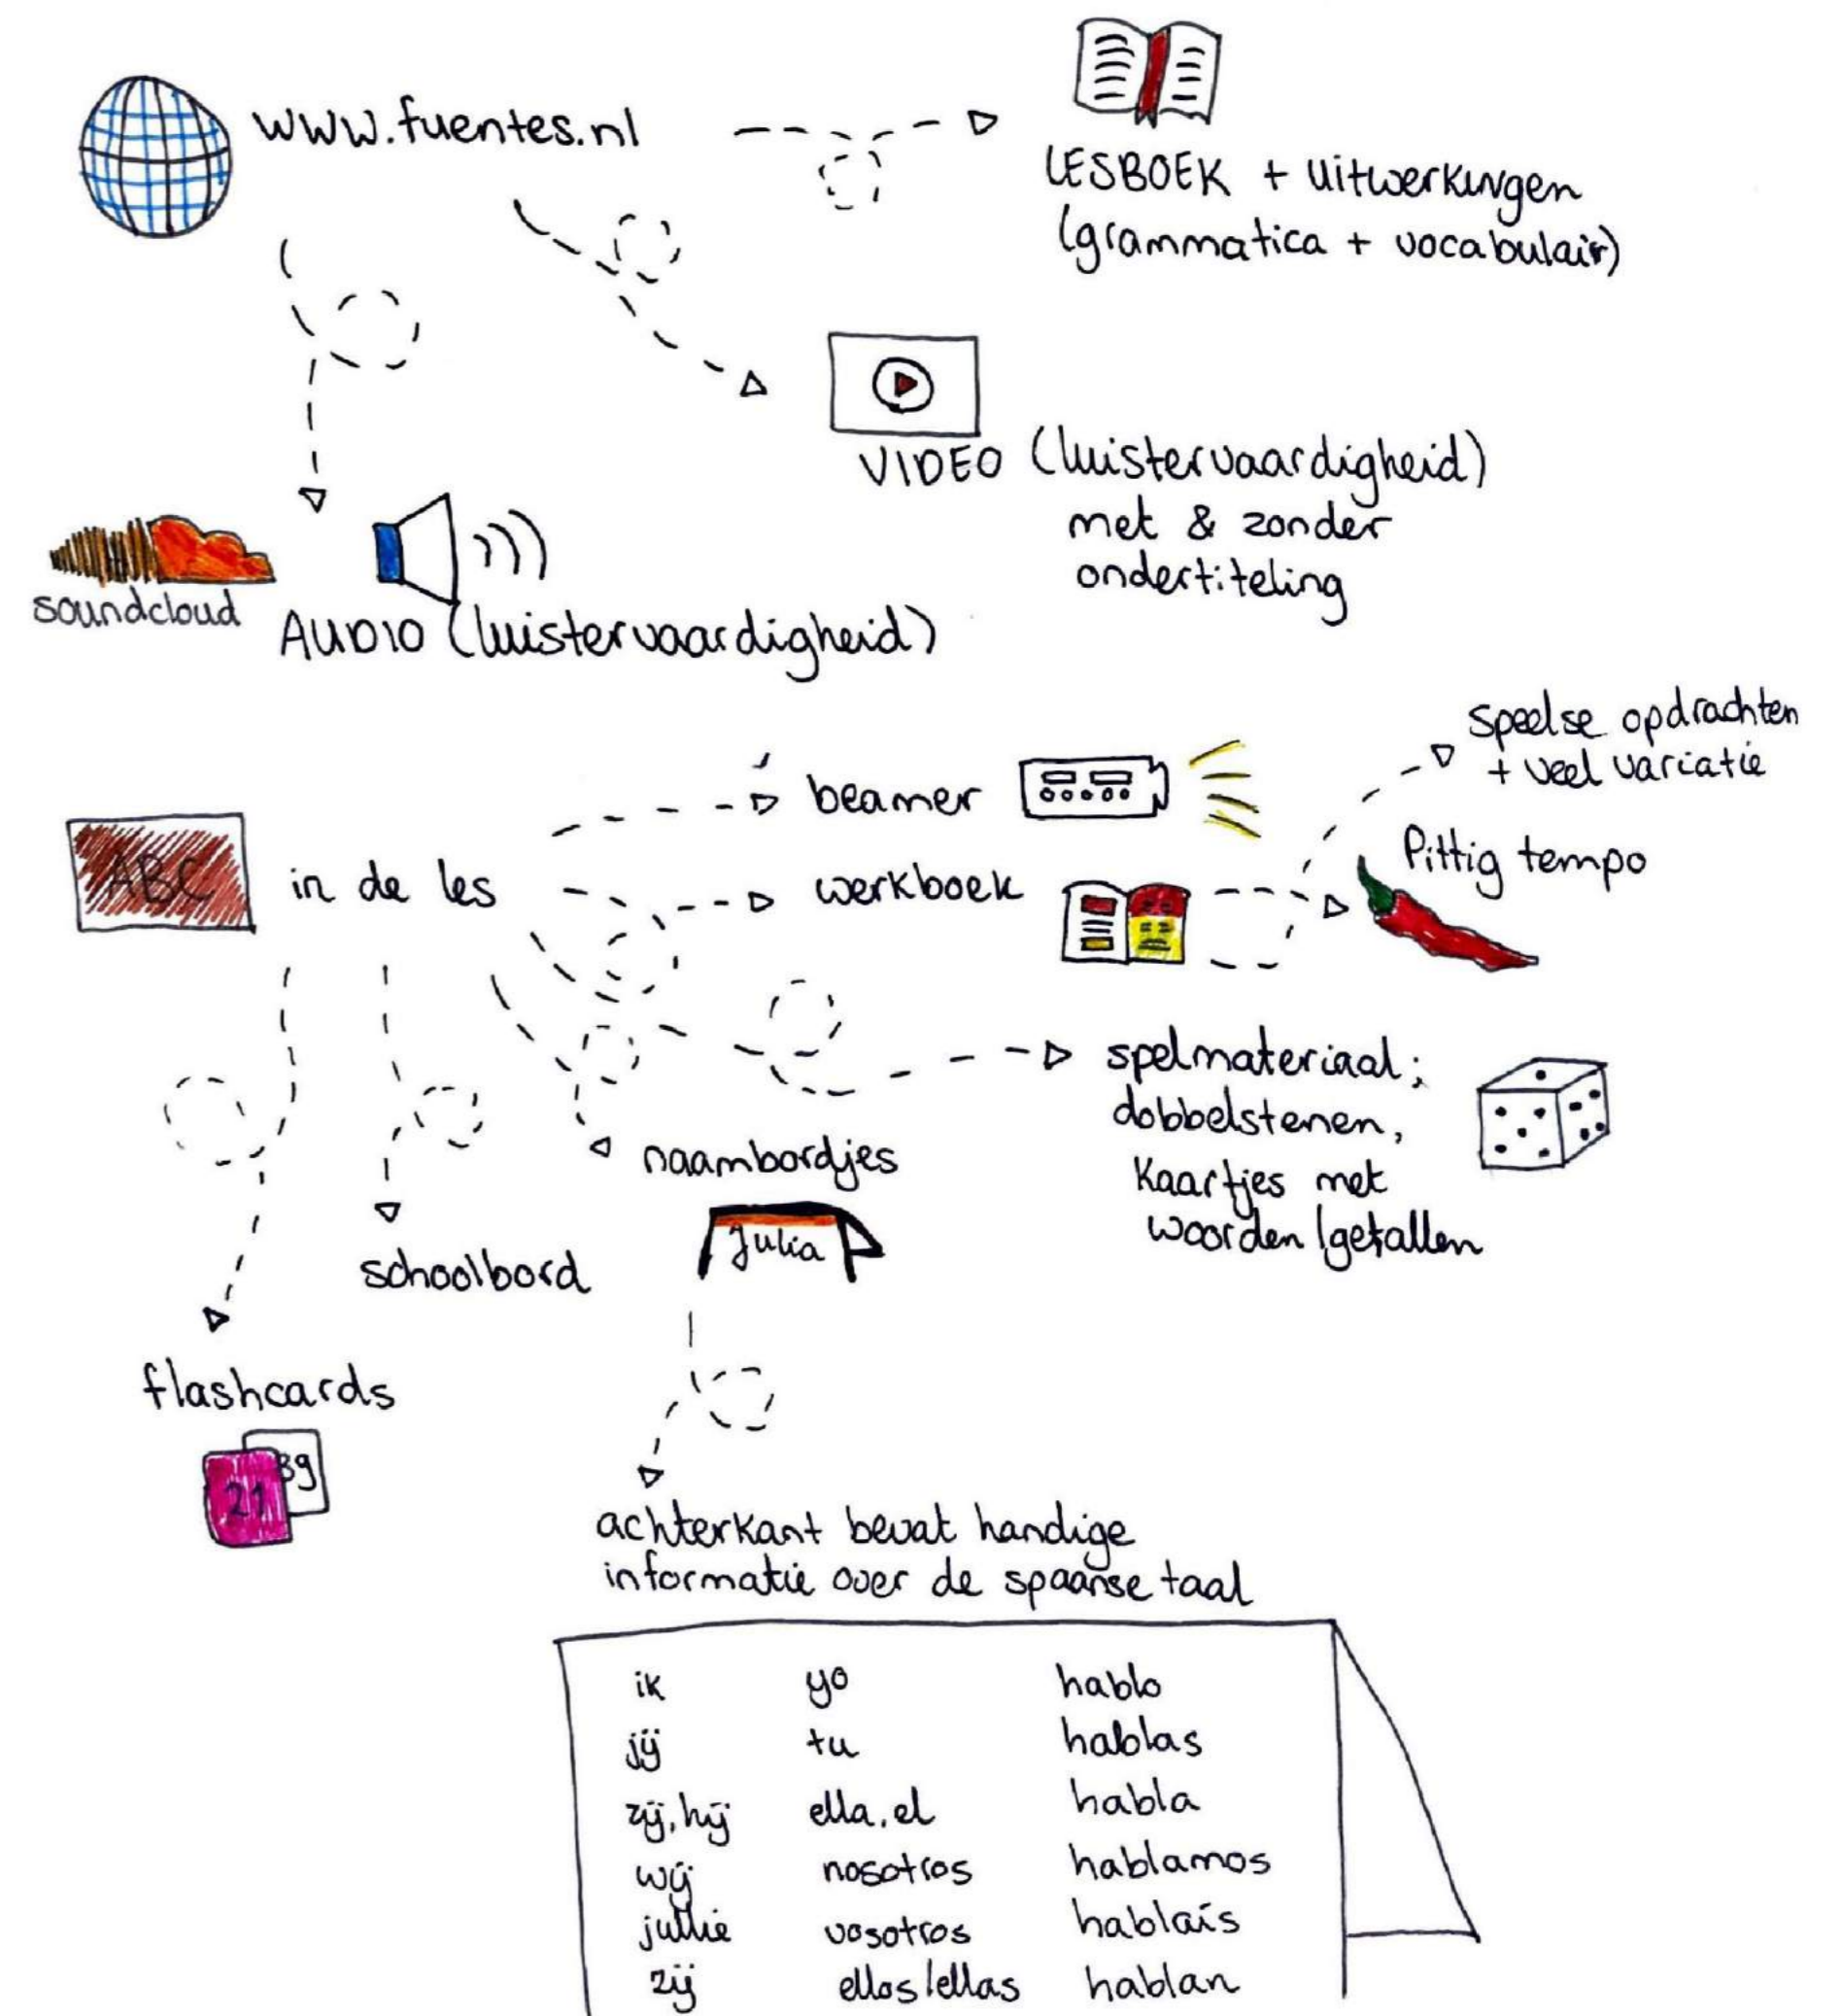 www.fuentes.nl
LESBOEK + uitwerkingen
(grammatica + vocabulair)
VIDEO (luistervaardigheid)
met & zonder
ondertiteling
soundcloud
AUDIO (luistervaardigheid)
speelse opdrachten
+ veel variatie
beamer
Pittig tempo
ABC
in de les
werkboek
spelmateriaal;
dobbelstenen,
kaartjes met
woorden/getallen
naambordjes
Julia
schoolbord
flashcards
21
39
achterkant bevat handige
informatie over de spaanse taal
ik yo hablo
jij tu hablas
zij, hij ella, el habla
wij nosotros hablamos
jullie vosotros hablaís
zij ellos/ellas hablan